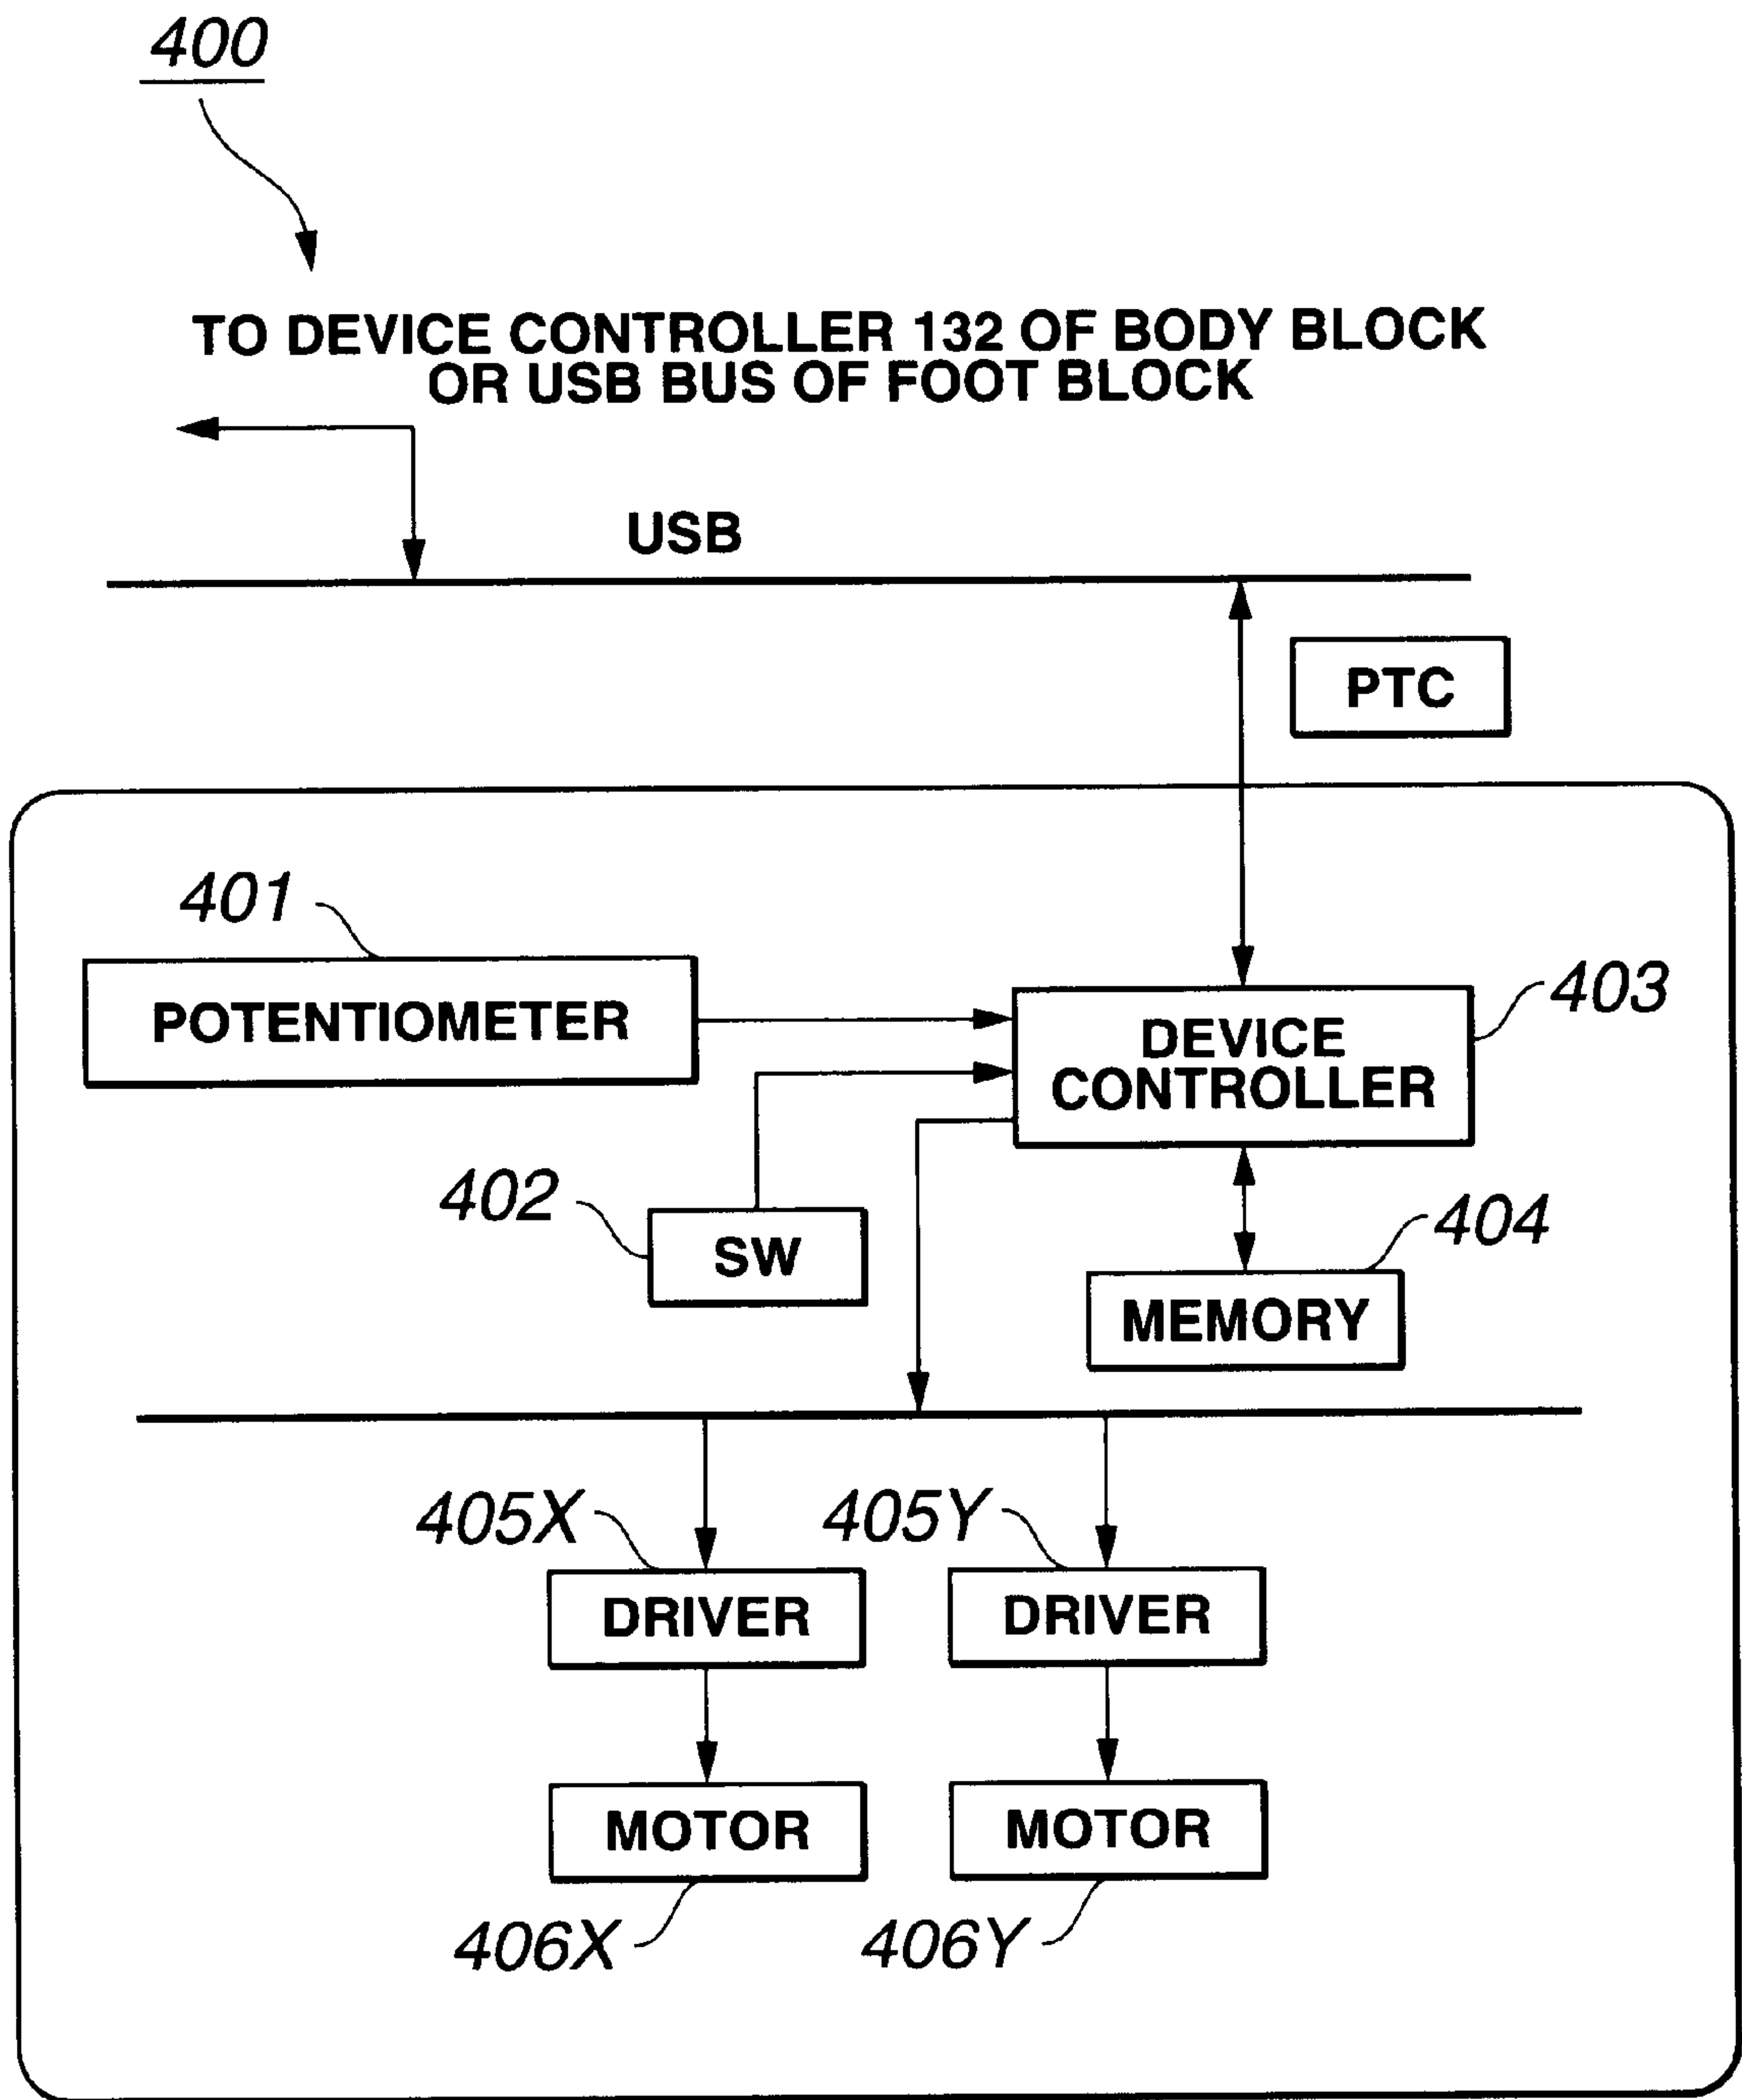 400
TO DEVICE CONTROLLER 132 OF BODY BLOCK
OR USB BUS OF FOOT BLOCK
USB
PTC
401
POTENTIOMETER
403
DEVICE
CONTROLLER
402
SW
404
MEMORY
405X
405Y
DRIVER
DRIVER
MOTOR
MOTOR
406X
406Y